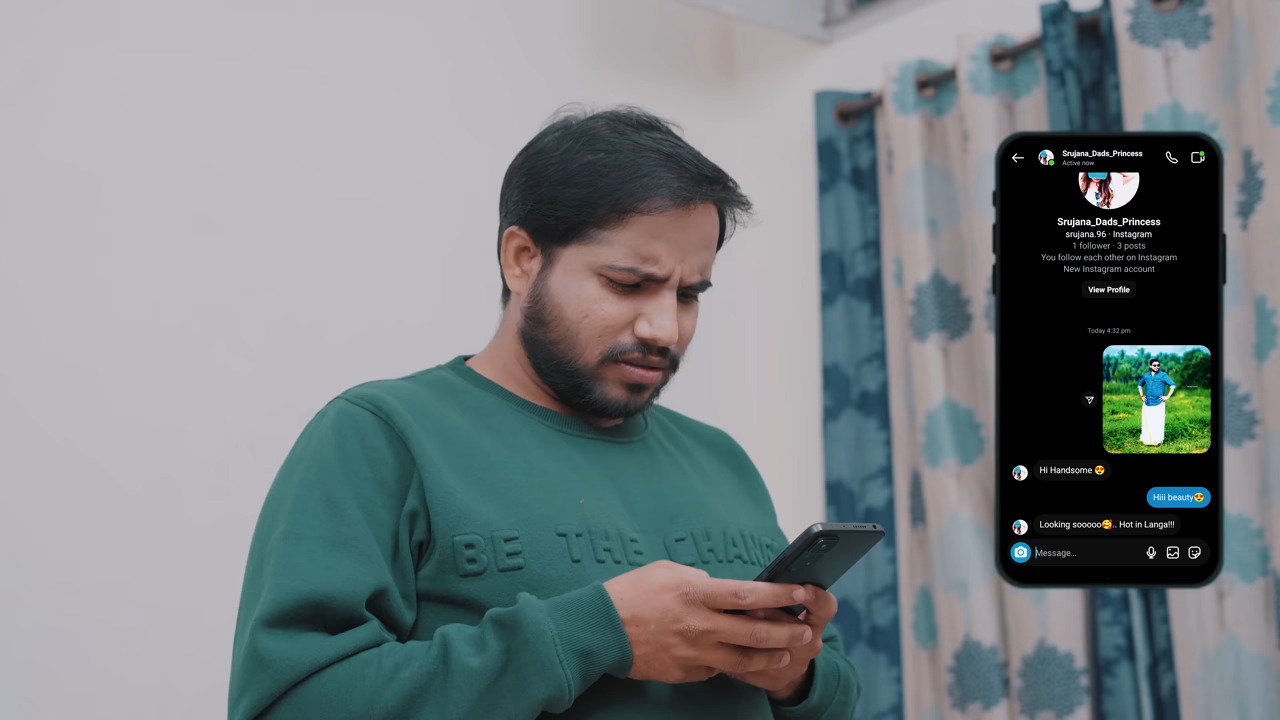 BE THE CHANG
Srujana_Dads_Princess
Active now
Srujana_Dads_Princess
srujana.96 · Instagram
1 follower · 3 posts
You follow each other on Instagram
New Instagram account
View Profile
Today 4:32 pm
Hi Handsome 😍
Hiii beauty😍
Looking sooooo🥰.. Hot in Langa!!!
Message...